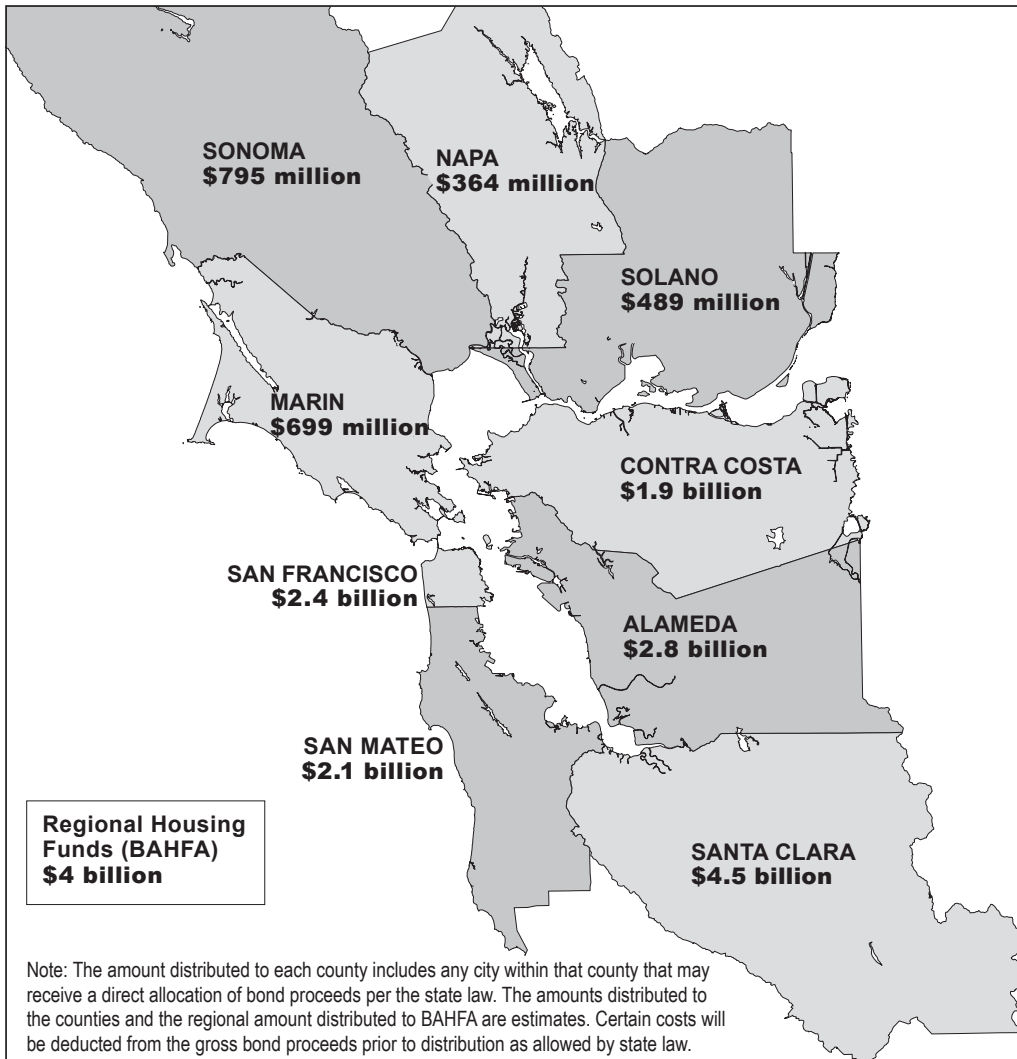 SONOMA
$795 million
NAPA
$364 million
SOLANO
$489 million
MARIN
$699 million
CONTRA COSTA
$1.9 billion
SAN FRANCISCO
$2.4 billion
ALAMEDA
$2.8 billion
SAN MATEO
$2.1 billion
Regional Housing
Funds (BAHFA)
$4 billion
SANTA CLARA
$4.5 billion
Note: The amount distributed to each county includes any city within that county that may
receive a direct allocation of bond proceeds per the state law. The amounts distributed to
the counties and the regional amount distributed to BAHFA are estimates. Certain costs will
be deducted from the gross bond proceeds prior to distribution as allowed by state law.